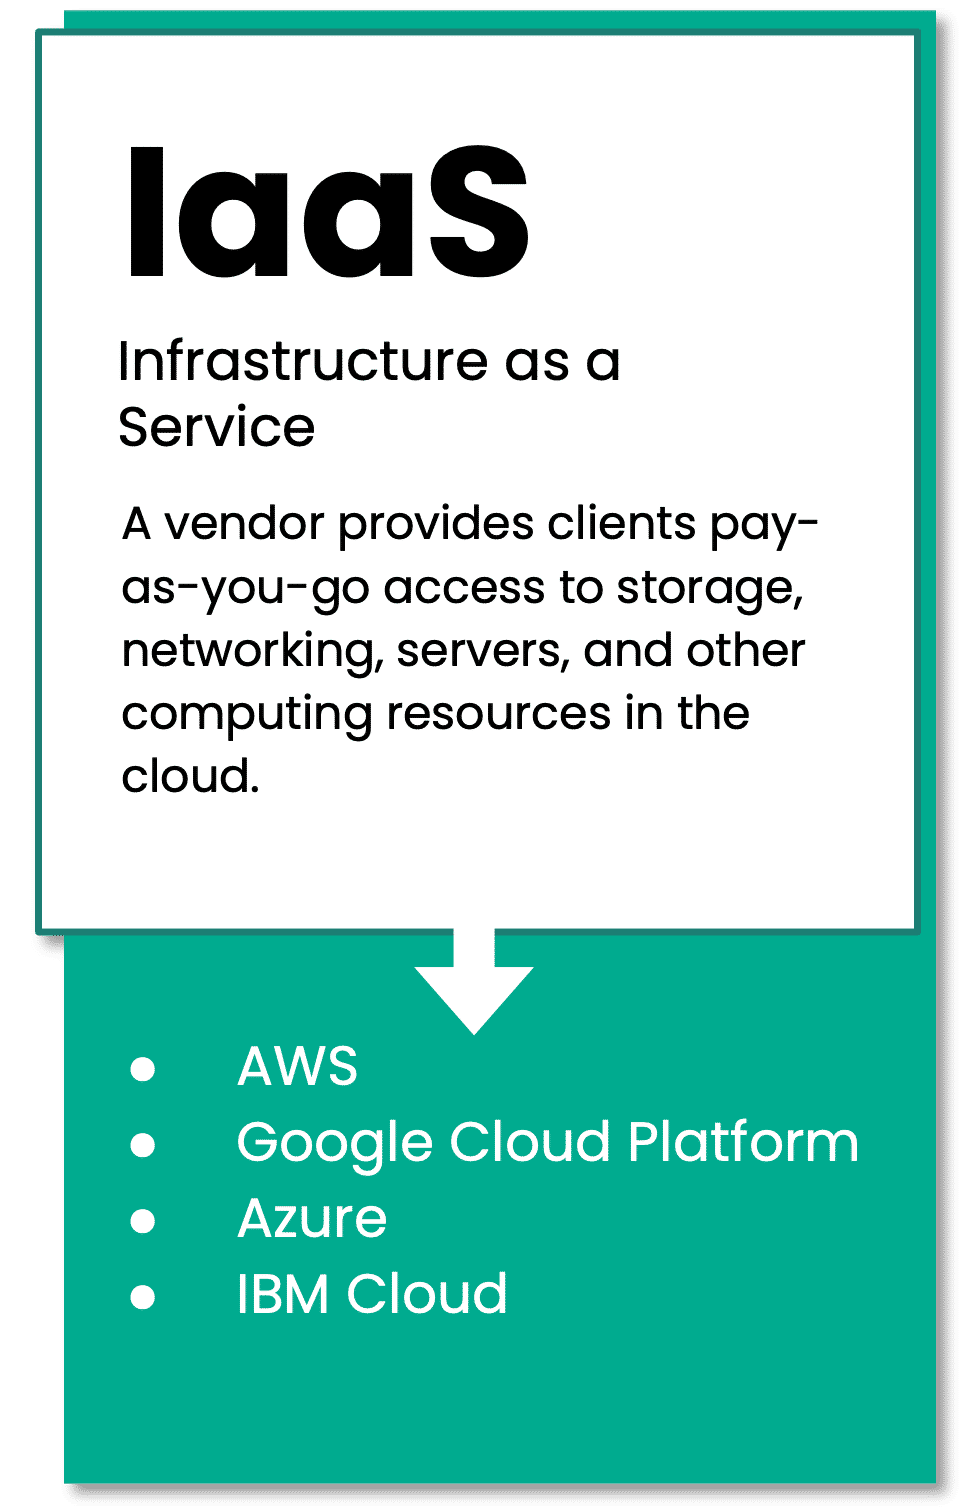 IaaS
Infrastructure as a
Service
A vendor provides clients pay-
as-you-go access to storage,
networking, servers, and other
computing resources in the
cloud.
● AWS
● Google Cloud Platform
● Azure
● IBM Cloud